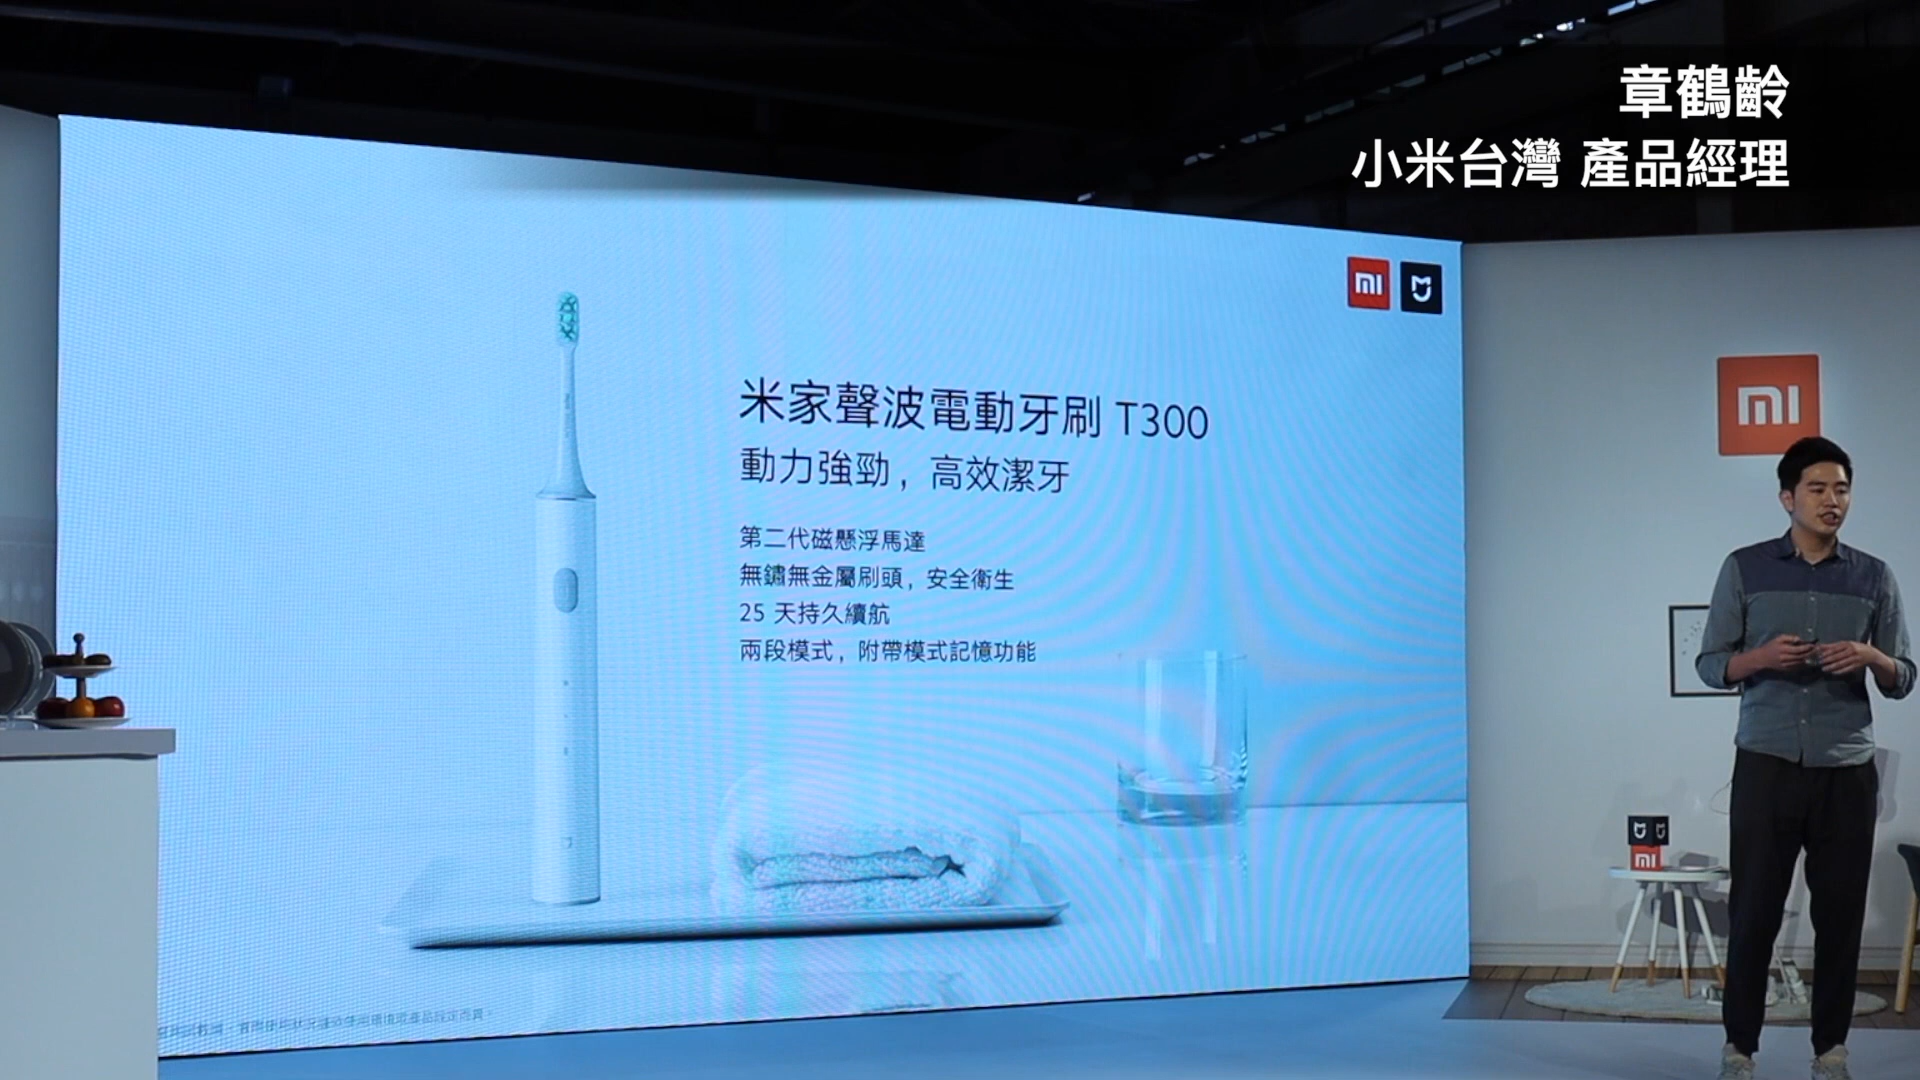 章鶴齡
小米台灣 產品經理
米家聲波電動牙刷 T300
動力強勁，高效潔牙
第二代磁懸浮馬達
無鏽無金屬刷頭，安全衛生
25 天持久續航
兩段模式，附帶模式記憶功能